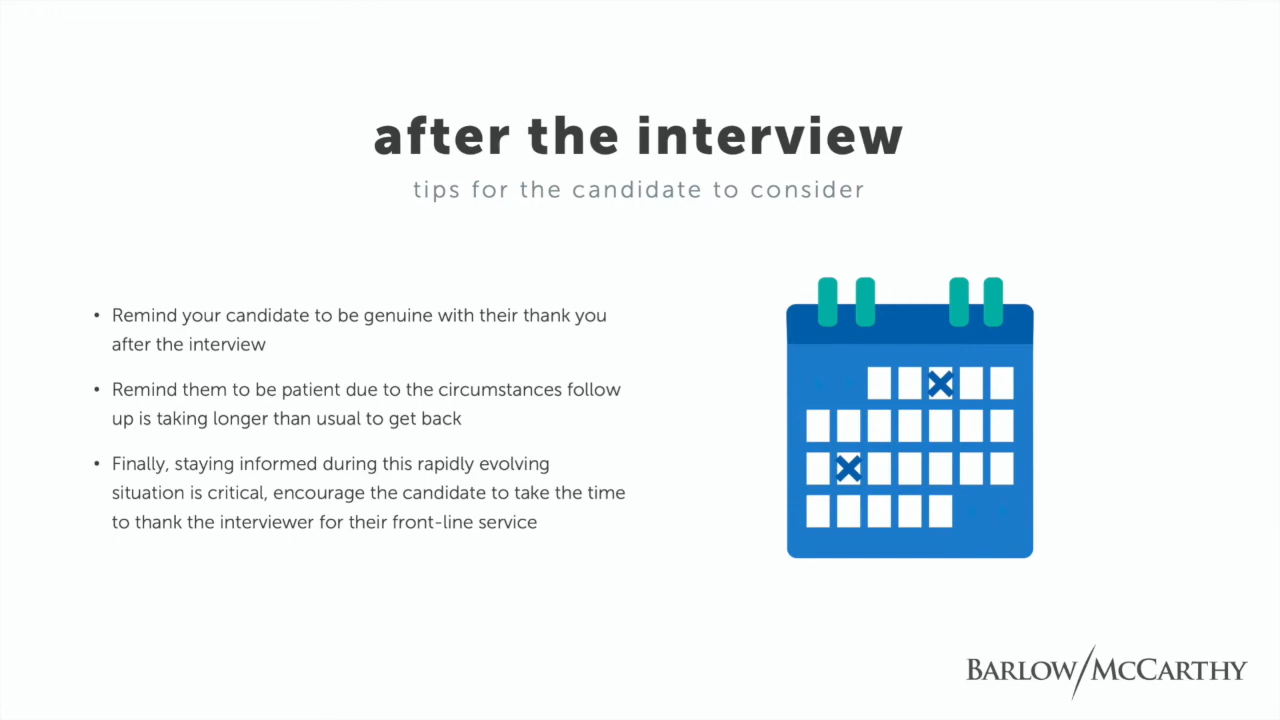 after the interview
tips for the candidate to consider
• Remind your candidate to be genuine with their thank you
after the interview
• Remind them to be patient due to the circumstances follow
up is taking longer than usual to get back
• Finally, staying informed during this rapidly evolving
situation is critical, encourage the candidate to take the time
to thank the interviewer for their front-line service
BARLOW/MCCARTHY